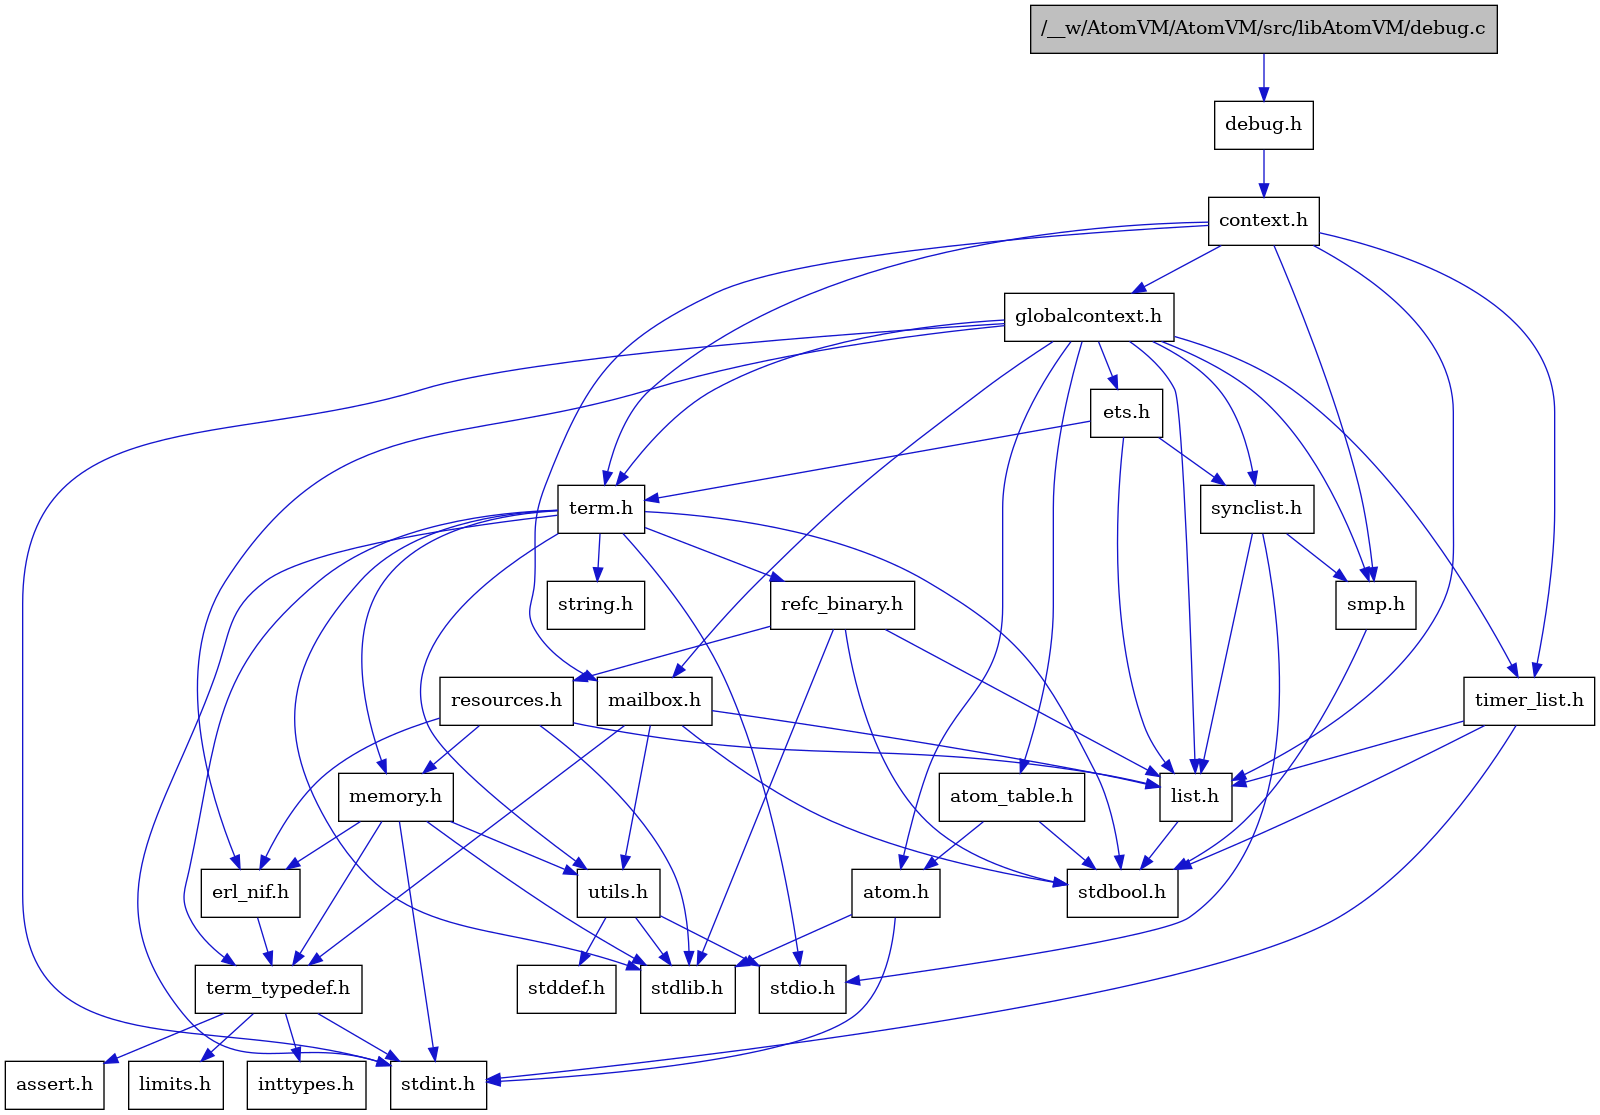 /__w/AtomVM/AtomVM/src/libAtomVM/debug.c
debug.h
context.h
globalcontext.h
ets.h
term.h
synclist.h
string.h
refc_binary.h
smp.h
resources.h
mailbox.h
timer_list.h
memory.h
atom_table.h
list.h
erl_nif.h
utils.h
atom.h
stdbool.h
term_typedef.h
stddef.h
stdlib.h
stdio.h
assert.h
limits.h
inttypes.h
stdint.h